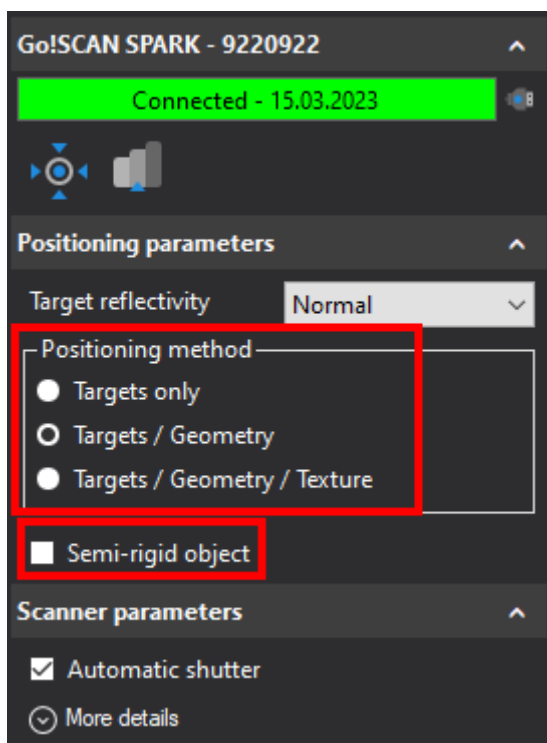 Go!SCAN SPARK - 9220922
Connected - 15.03.2023
Positioning parameters
Target reflectivity Normal
Positioning method
Targets only
Targets / Geometry
Targets / Geometry / Texture
Semi-rigid object
Scanner parameters
Automatic shutter
More details